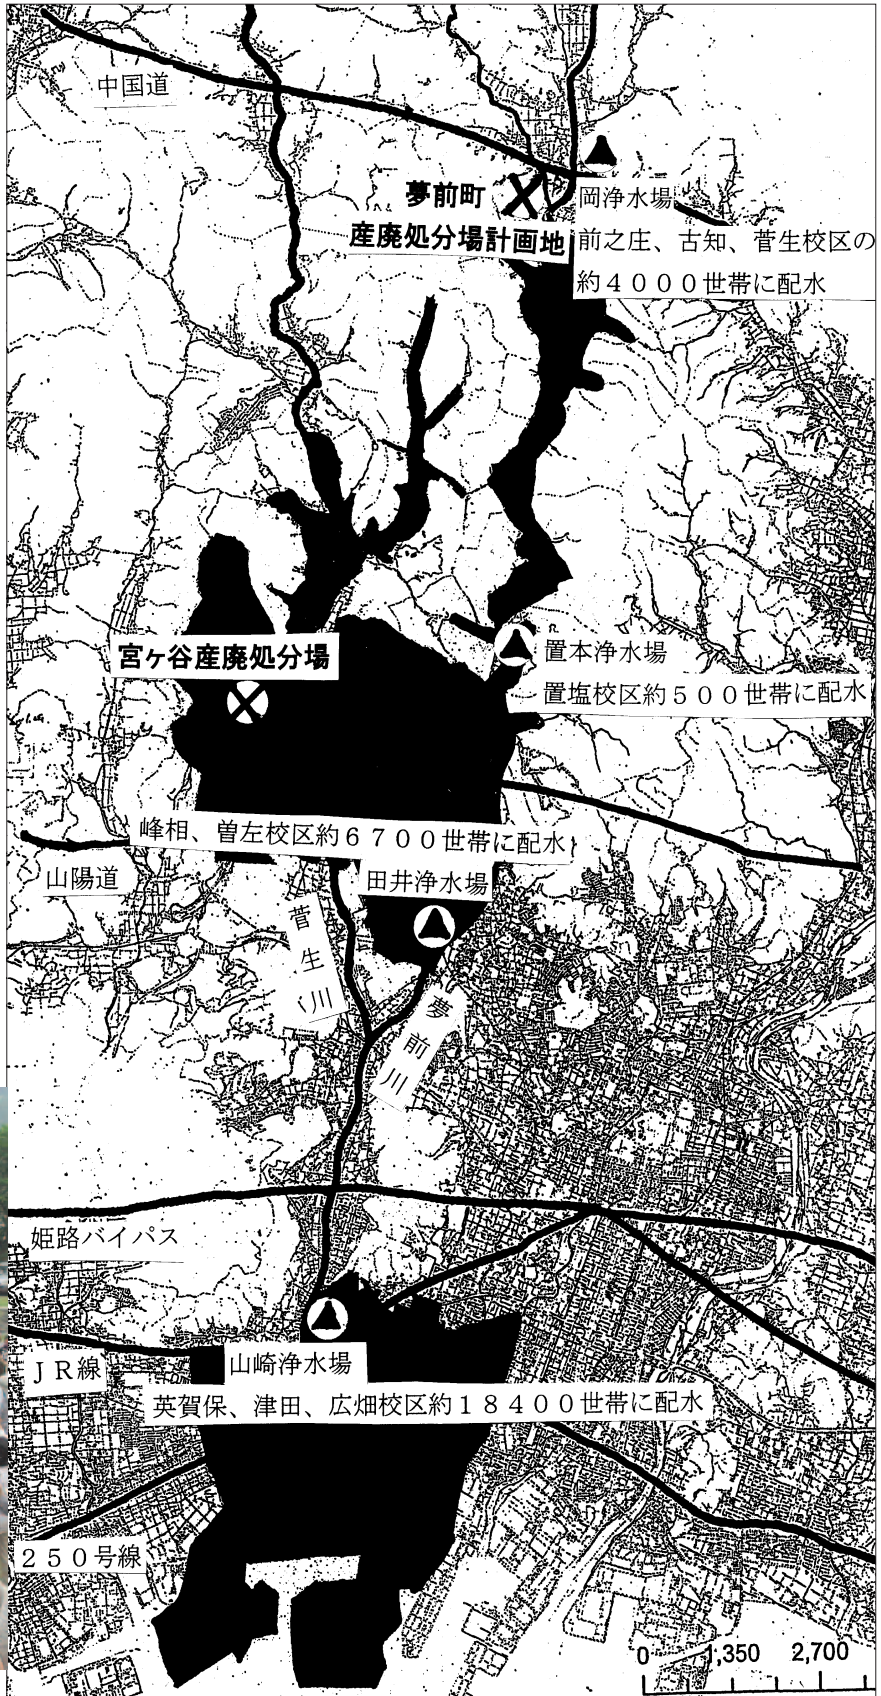 中国道
夢前町
産廃処分場計画地
岡浄水場
前之庄、古知、菅生校区の
約4000世帯に配水
宮ヶ谷産廃処分場
置本浄水場
置塩校区約500世帯に配水
峰相、曽左校区約6700世帯に配水
山陽道
田井浄水場
菅生川
夢前川
姫路バイパス
JR線
山崎浄水場
英賀保、津田、広畑校区約18400世帯に配水
250号線
0 1,350 2,700